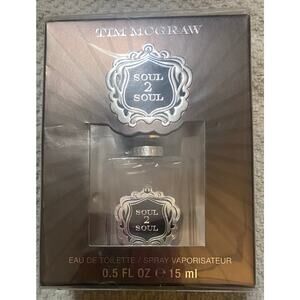 TIM MCGRAW
SOUL
2
SOUL
SOUL
2
SOUL
EAU DE TOILETTE / SPRAY VAPORISATEUR
0.5 FL OZ e 15 ml